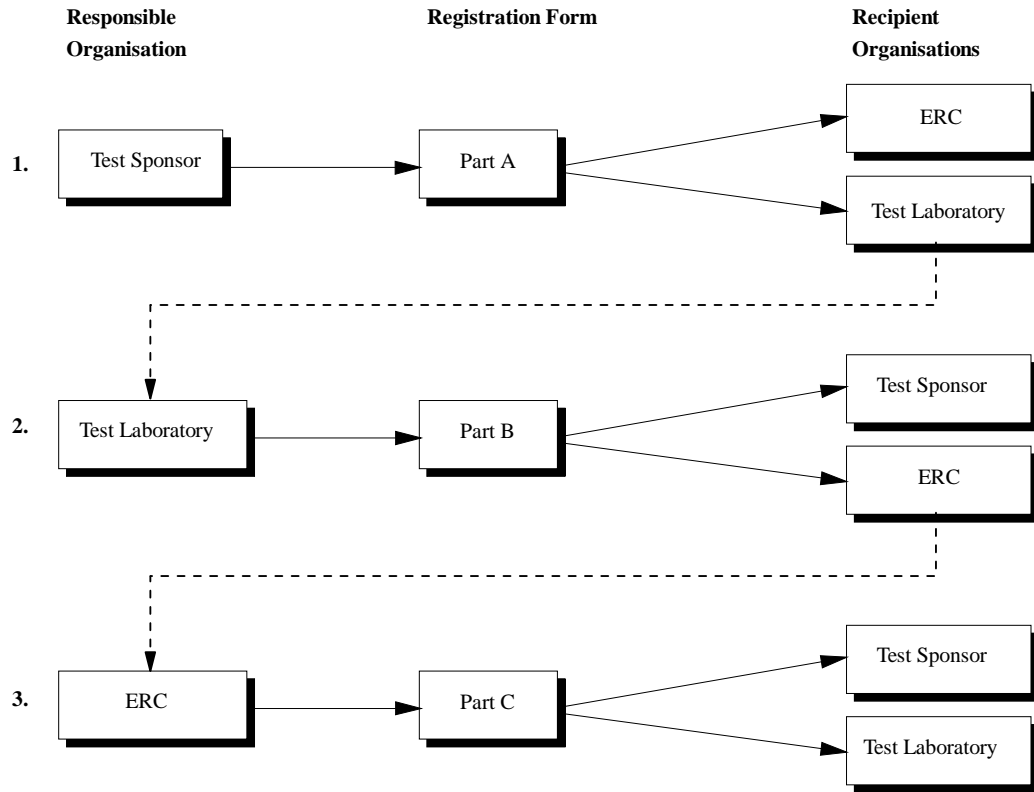 Responsible
Organisation
Registration Form
Recipient
Organisations
1.
Test Sponsor
Part A
ERC
Test Laboratory
2.
Test Laboratory
Part B
Test Sponsor
ERC
3.
ERC
Part C
Test Sponsor
Test Laboratory